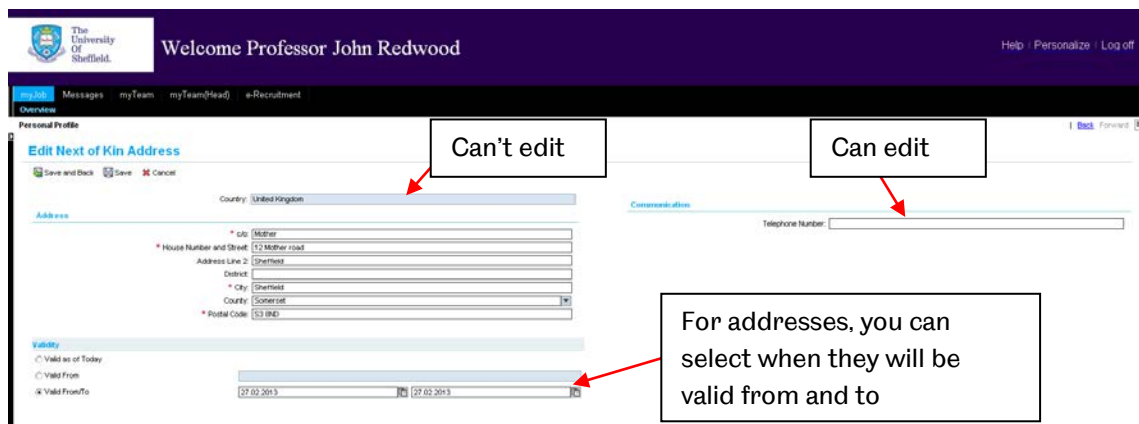 The
University
Of
Sheffield.
Welcome Professor John Redwood
Help | Personalize | Log off
myJob Messages myTeam myTeam(Head) e-Recruitment
Overview
Personal Profile
| Back Forward
Can't edit
Can edit
Edit Next of Kin Address
Save and Back Save Cancel
Country: United Kingdom
Communication
Address
Telephone Number:
* c/o: Mother
* House Number and Street: 12 Mother road
Address Line 2: Sheffield
District:
* City: Sheffield
County: Somerset
* Postal Code: S3 8ND
For addresses, you can
select when they will be
valid from and to
Validity
Valid as of Today
Valid From
Valid From/To
27.02.2013 27.02.2013